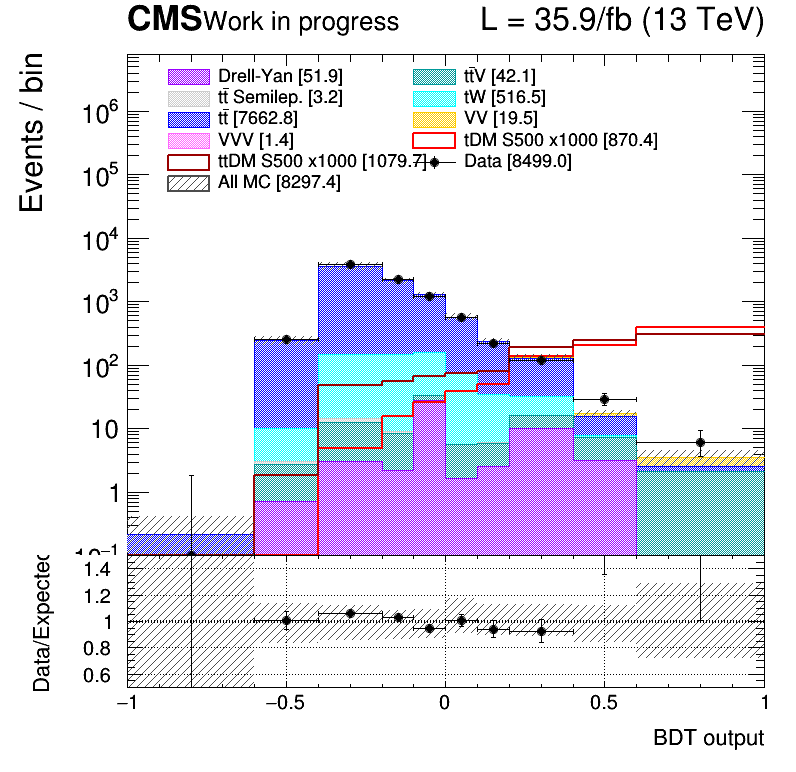 CMS Work in progress L = 35.9/fb (13 TeV)
Events / bin
Drell-Yan [51.9] tt̄V [42.1]
tt̄ Semilep. [3.2] tW [516.5]
tt̄ [7662.8] VV [19.5]
VVV [1.4] tDM S500 x1000 [870.4]
ttDM S500 x1000 [1079.7] Data [8499.0]
All MC [8297.4]
10⁶
10⁵
10⁴
10³
10²
10
1
10⁻¹
Data/Expected
1.4
1.2
1
0.8
0.6
−1 −0.5 0 0.5 1
BDT output